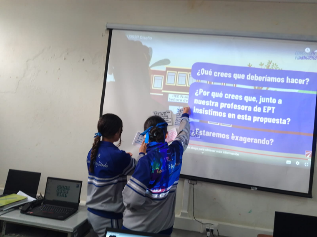 ¿Qué crees que deberíamos hacer?
¿Por qué crees que, junto a
nuestra profesora de EPT
insistimos en esta propuesta?
¿Estaremos Exagerando?